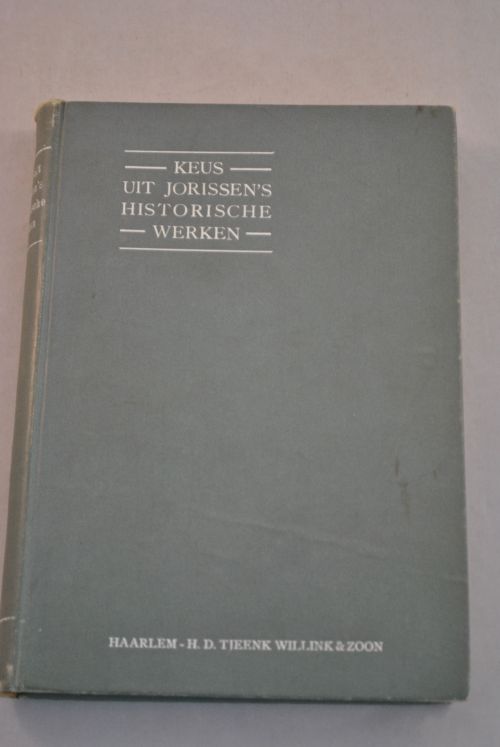 — KEUS —
UIT JORISSEN'S
HISTORISCHE
— WERKEN —
HAARLEM - H. D. TJEENK WILLINK & ZOON